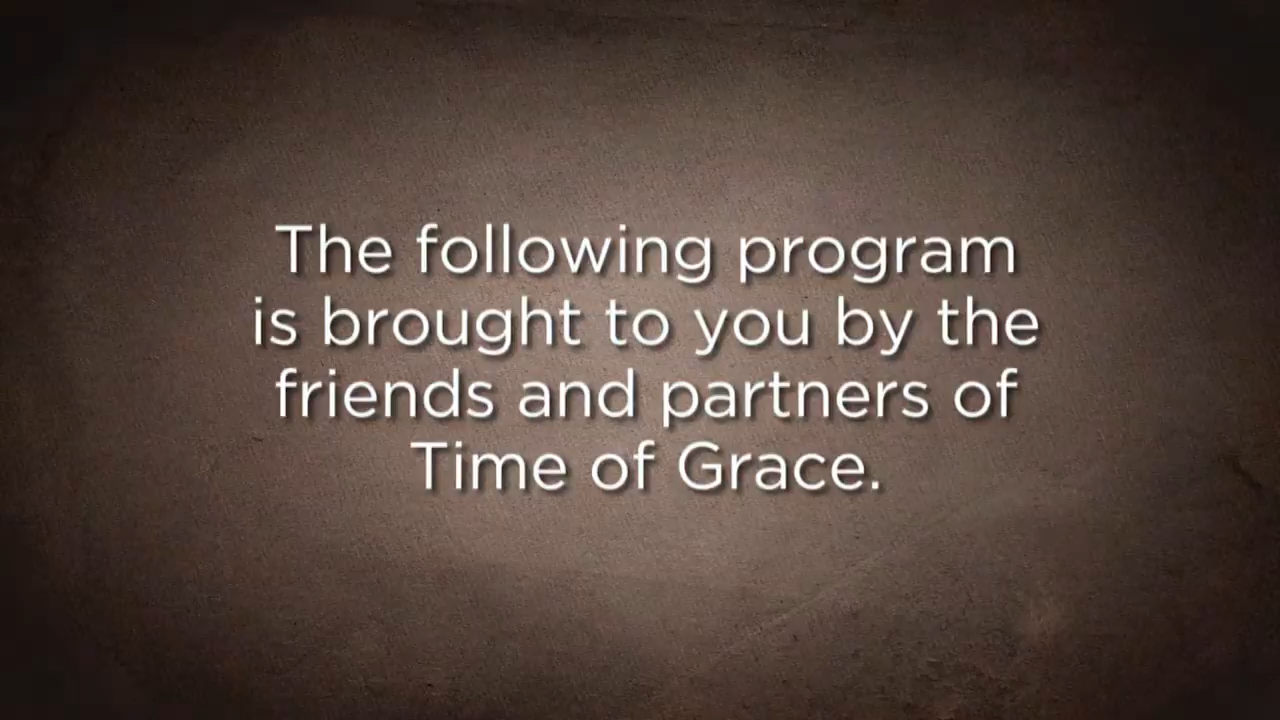 The following program
is brought to you by the
friends and partners of
Time of Grace.